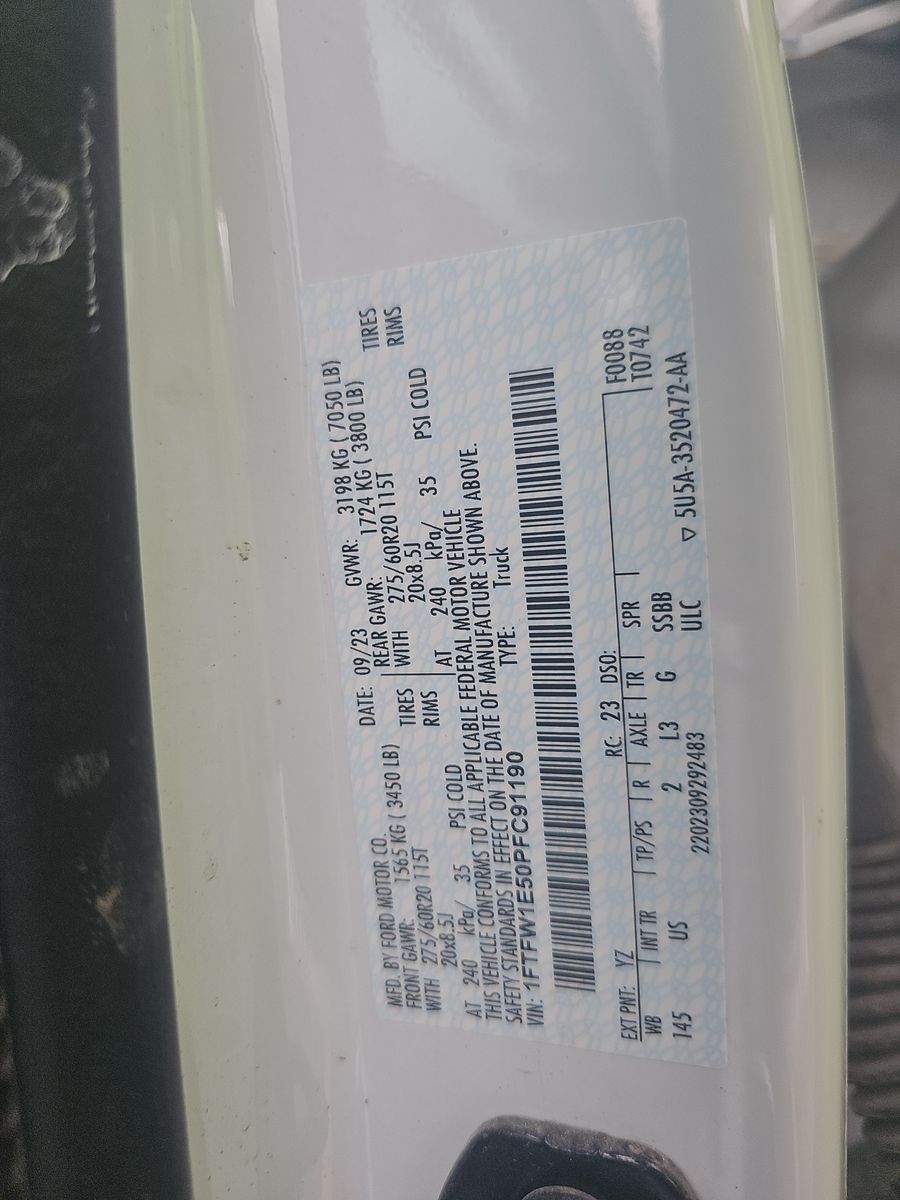 MFD. BY FORD MOTOR CO.
DATE: 09/23 GVWR: 3198 KG ( 7050 LB)
FRONT GAWR: 1565 KG ( 3450 LB) REAR GAWR: 1724 KG ( 3800 LB)
WITH 275/60R20 115T TIRES WITH 275/60R20 115T TIRES
20x8.5J RIMS 20x8.5J RIMS
AT 240 kPa/ 35 PSI COLD AT 240 kPa/ 35 PSI COLD
THIS VEHICLE CONFORMS TO ALL APPLICABLE FEDERAL MOTOR VEHICLE
SAFETY STANDARDS IN EFFECT ON THE DATE OF MANUFACTURE SHOWN ABOVE.
VIN: 1FTFW1E50PFC91190 TYPE: Truck
EXT PNT: YZ RC: 23 DSO: F0088
WB INT TR TP/PS R AXLE TR SPR T0742
145 US 2 L3 G SSBB
2202309292483 ULC ▽ 5U5A-3520472-AA